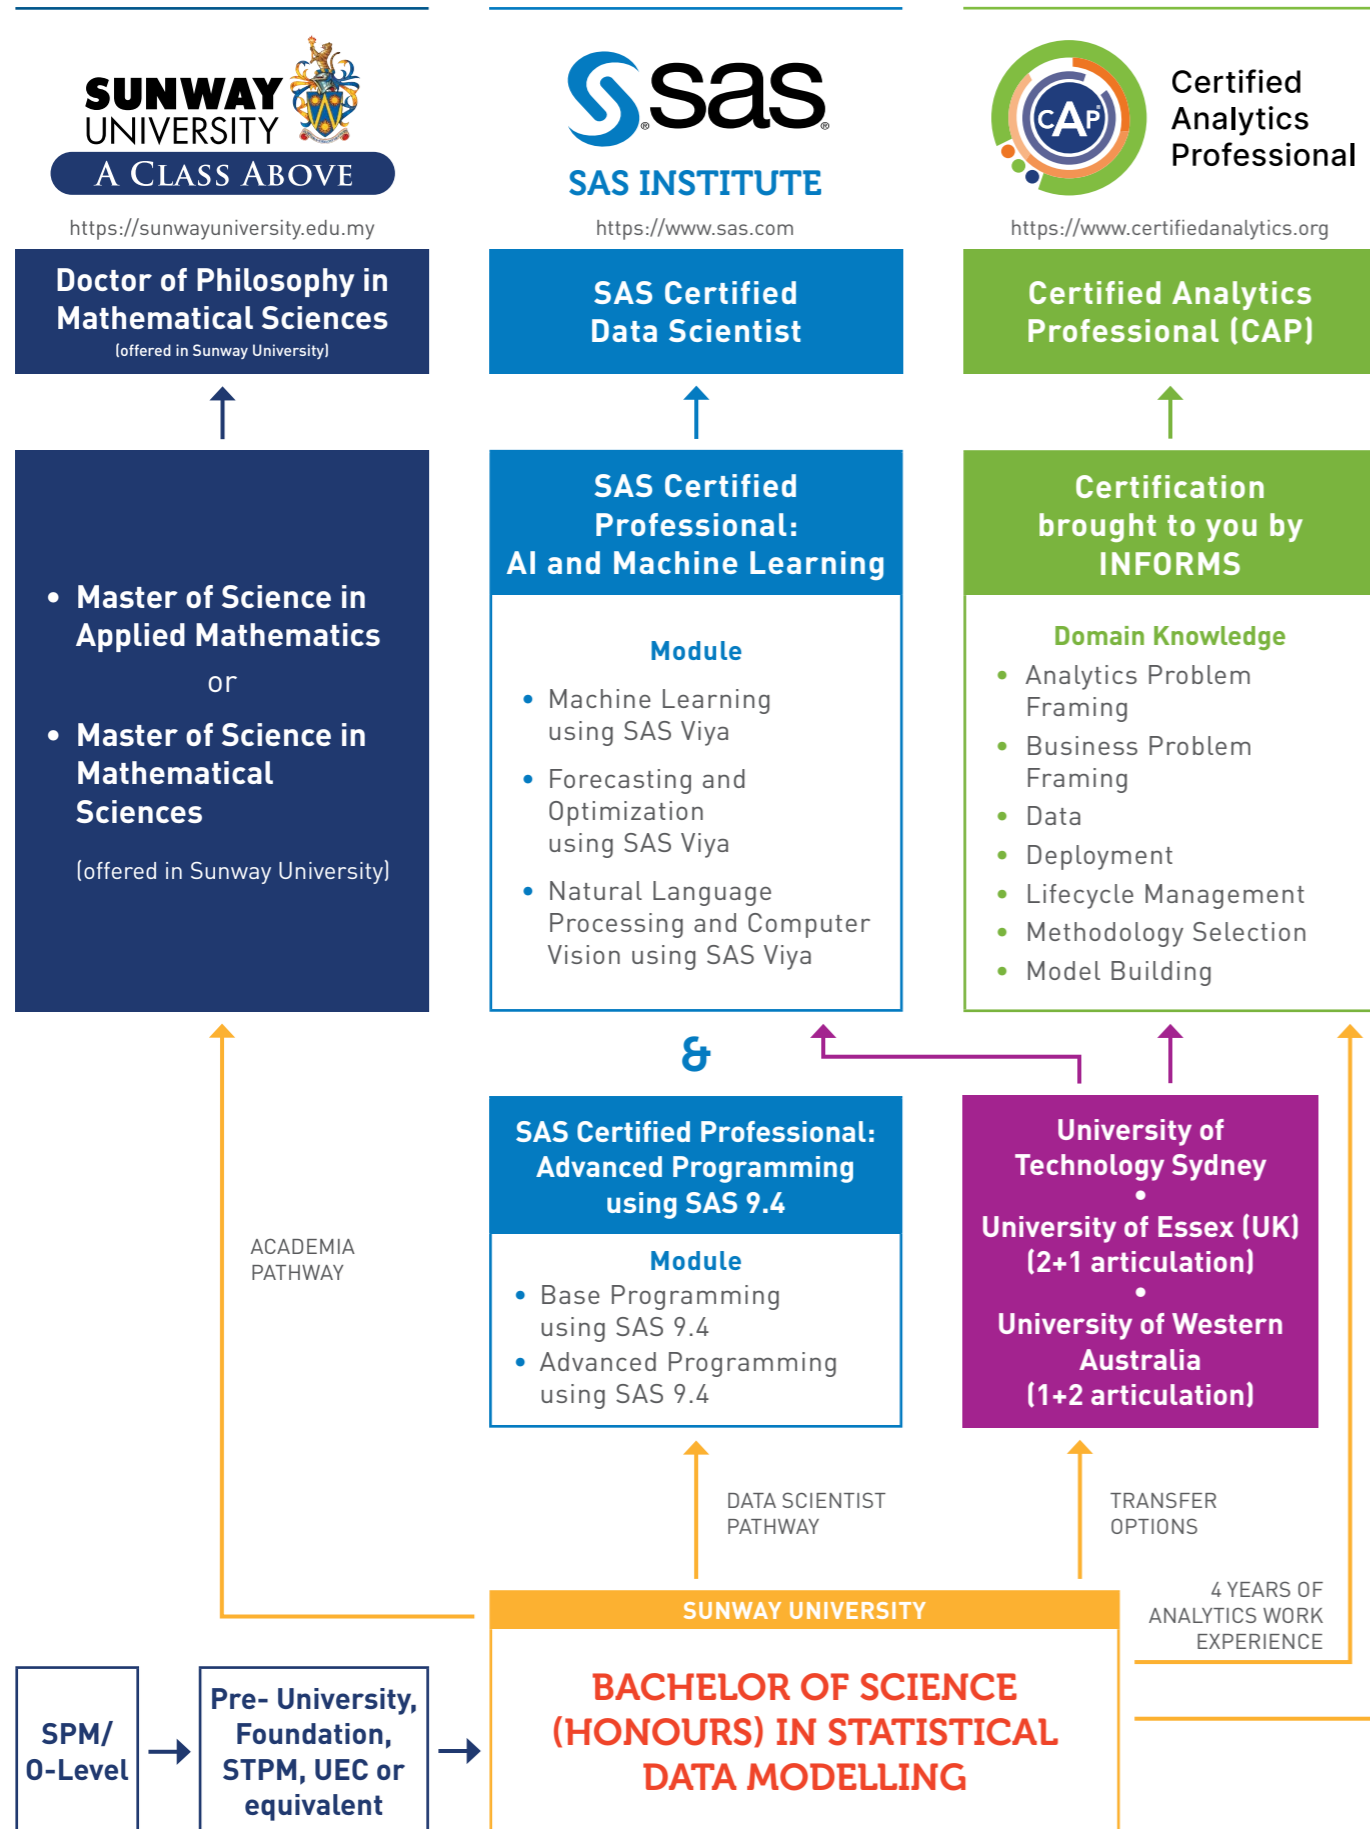 SUNWAY
UNIVERSITY
A CLASS ABOVE
https://sunwayuniversity.edu.my
Doctor of Philosophy in
Mathematical Sciences
(offered in Sunway University)
• Master of Science in
Applied Mathematics
or
• Master of Science in
Mathematical
Sciences
(offered in Sunway University)
ACADEMIA
PATHWAY
sas®
SAS INSTITUTE
https://www.sas.com
SAS Certified
Data Scientist
SAS Certified
Professional:
AI and Machine Learning
Module
• Machine Learning
using SAS Viya
• Forecasting and
Optimization
using SAS Viya
• Natural Language
Processing and Computer
Vision using SAS Viya
&
SAS Certified Professional:
Advanced Programming
using SAS 9.4
Module
• Base Programming
using SAS 9.4
• Advanced Programming
using SAS 9.4
DATA SCIENTIST
PATHWAY
CAP®
Certified
Analytics
Professional
https://www.certifiedanalytics.org
Certified Analytics
Professional (CAP)
Certification
brought to you by
INFORMS
Domain Knowledge
• Analytics Problem
Framing
• Business Problem
Framing
• Data
• Deployment
• Lifecycle Management
• Methodology Selection
• Model Building
University of
Technology Sydney
•
University of Essex (UK)
(2+1 articulation)
•
University of Western
Australia
(1+2 articulation)
TRANSFER
OPTIONS
4 YEARS OF
ANALYTICS WORK
EXPERIENCE
SPM/
O-Level
Pre- University,
Foundation,
STPM, UEC or
equivalent
SUNWAY UNIVERSITY
BACHELOR OF SCIENCE
(HONOURS) IN STATISTICAL
DATA MODELLING